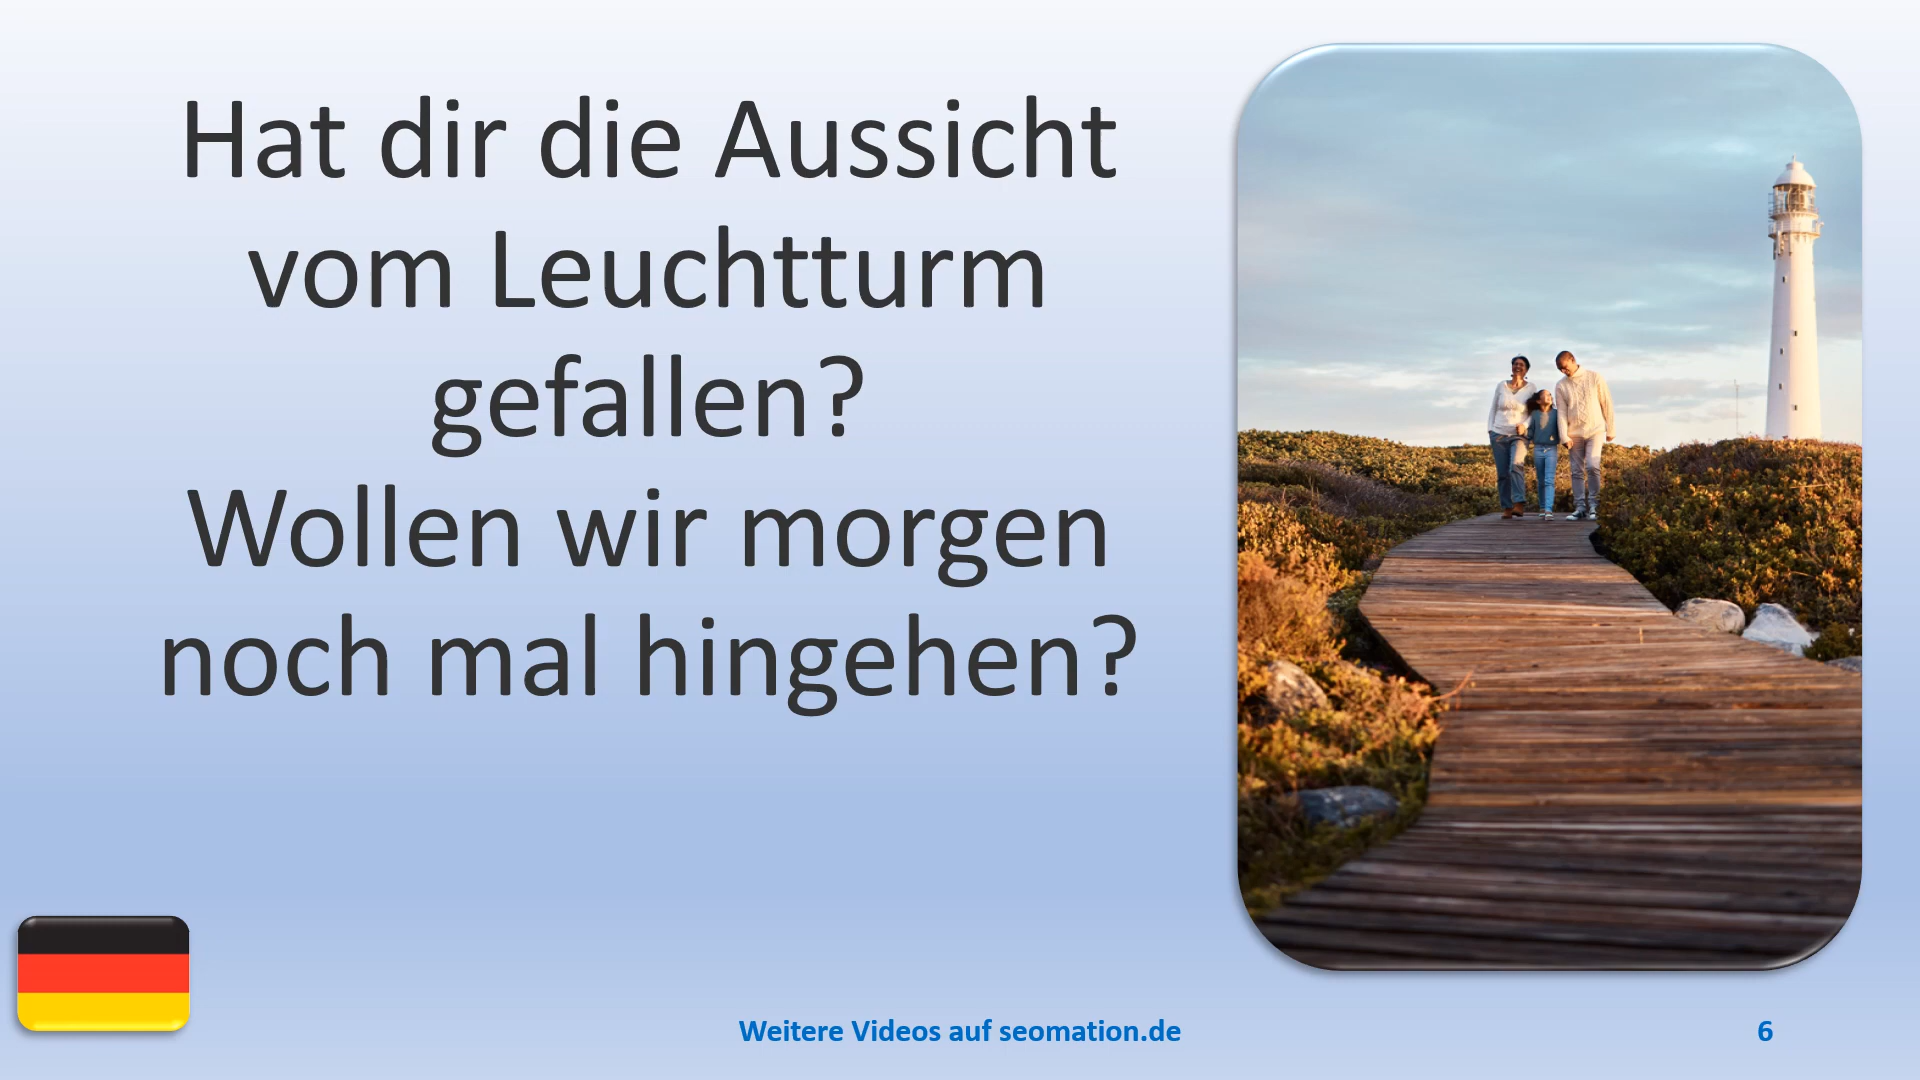 Hat dir die Aussicht
vom Leuchtturm
gefallen?
Wollen wir morgen
noch mal hingehen?
Weitere Videos auf seomation.de
6